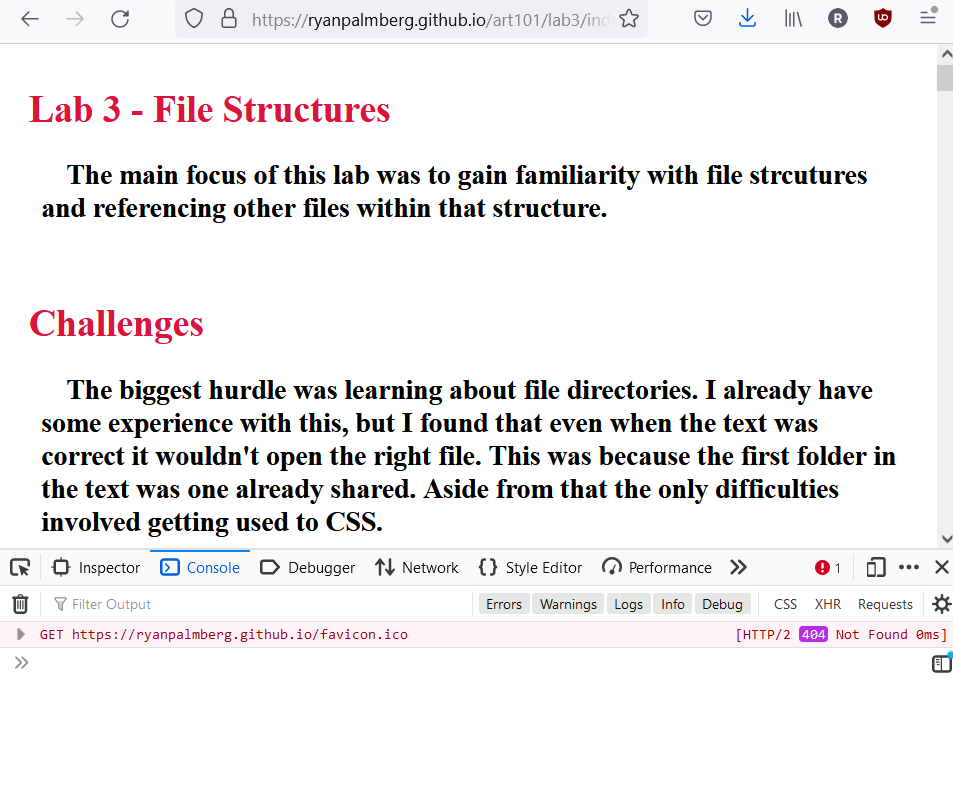 https://ryanpalmberg.github.io/art101/lab3/ind
R
Lab 3 - File Structures
The main focus of this lab was to gain familiarity with file strcutures
and referencing other files within that structure.
Challenges
The biggest hurdle was learning about file directories. I already have
some experience with this, but I found that even when the text was
correct it wouldn't open the right file. This was because the first folder in
the text was one already shared. Aside from that the only difficulties
involved getting used to CSS.
Inspector Console Debugger Network Style Editor Performance 1
Filter Output Errors Warnings Logs Info Debug CSS XHR Requests
GET https://ryanpalmberg.github.io/favicon.ico [HTTP/2 404 Not Found 0ms]